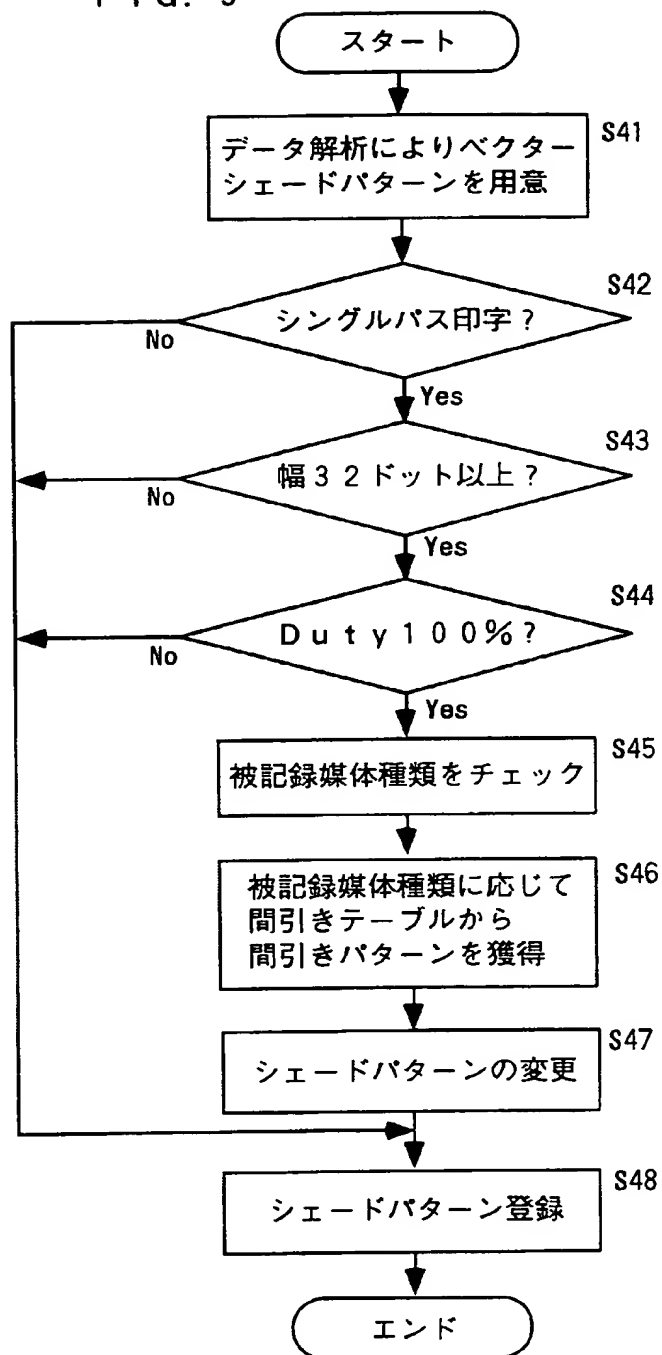 スタート
S41
データ解析によりベクター
シェードパターンを用意
S42
シングルパス印字?
No
Yes
S43
幅32ドット以上?
No
Yes
S44
Duty100%?
No
Yes
S45
被記録媒体種類をチェック
S46
被記録媒体種類に応じて
間引きテーブルから
間引きパターンを獲得
S47
シェードパターンの変更
S48
シェードパターン登録
エンド